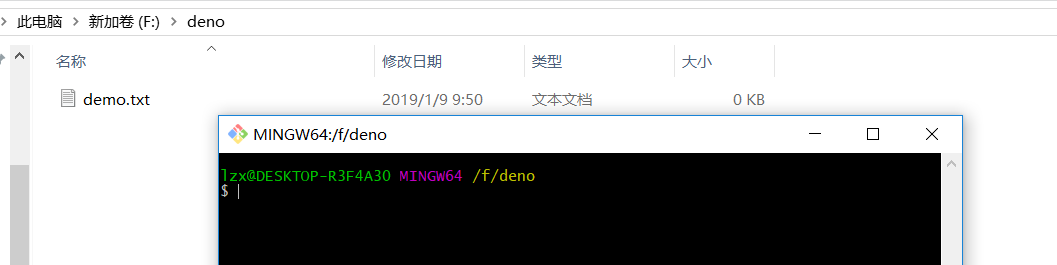 此电脑 > 新加卷 (F:) > deno
名称 修改日期 类型 大小
demo.txt 2019/1/9 9:50 文本文档 0 KB
MINGW64:/f/deno
lzx@DESKTOP-R3F4A30 MINGW64 /f/deno
$